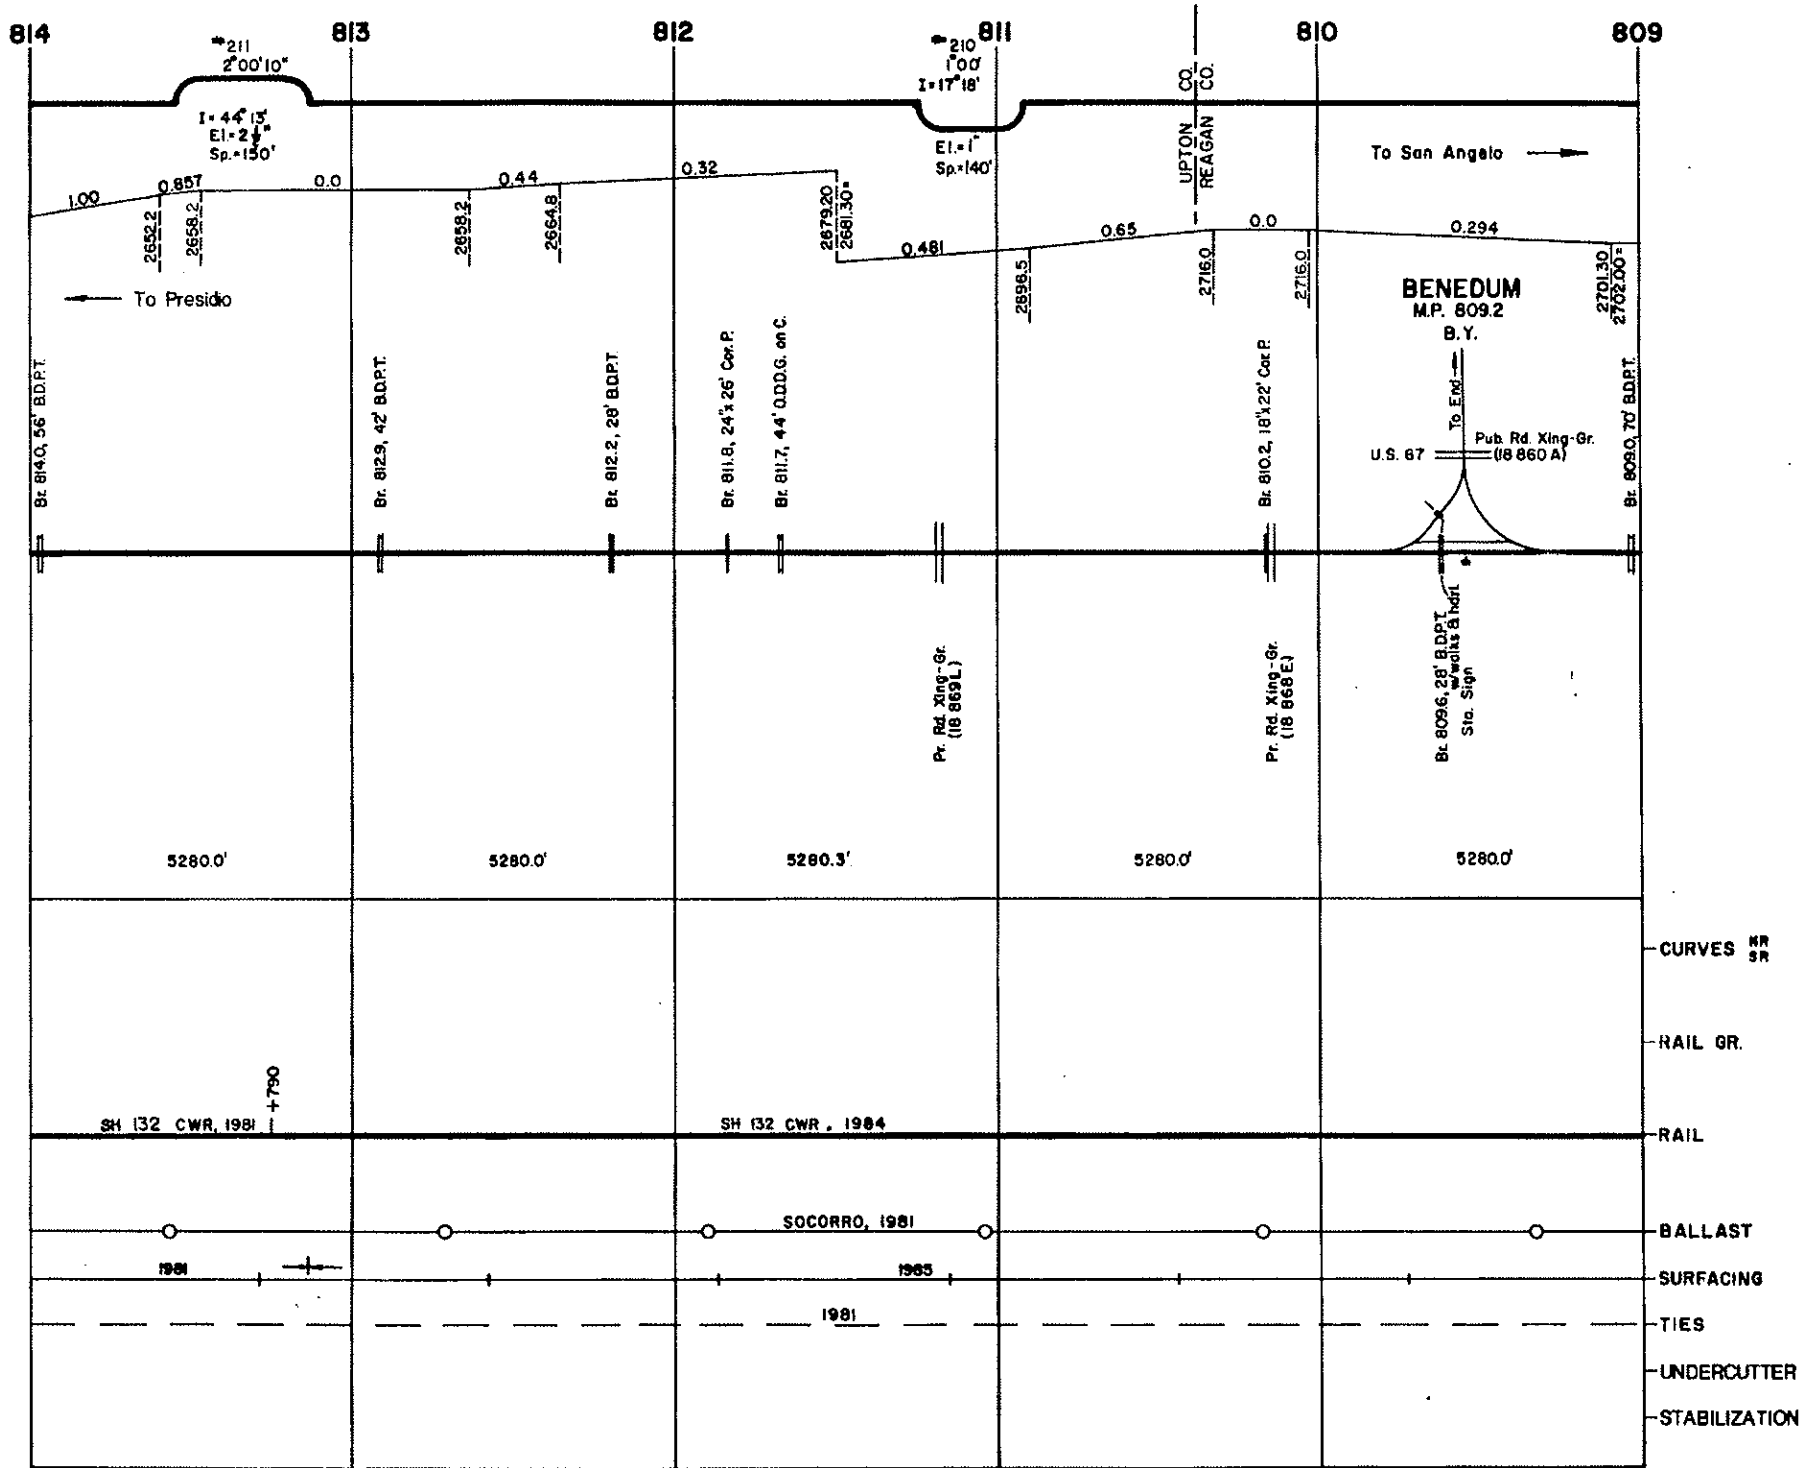 814
813
812
811
810
809
*211
2°00'10"
I=44°13'
Sp.=150'
*210
1°00'
I=17°18'
El.=1"
Sp.=140'
UPTON CO.
REAGAN CO.
To San Angelo
1.00
0.857
0.0
0.44
0.32
0.481
0.65
0.0
0.294
2652.2
2658.2
2658.2
2664.8
2679.20
2681.30=
2696.5
2716.0
2716.0
2701.30
2702.00=
To Presidio
BENEDUM
M.P. 809.2
B.Y.
To End
U.S. 67
Pub. Rd. Xing-Gr.
(18 860 A)
Br. 814.0, 56' B.D.P.T.
Br. 812.9, 42' B.D.P.T.
Br. 812.2, 28' B.D.P.T.
Br. 811.8, 24"x 26' Cor. P.
Br. 811.7, 44' O.D.D.G. on C.
Br. 810.2, 18"x22' Cor. P.
Br. 809.0, 70' B.D.P.T.
Pr. Rd. Xing-Gr.
(18 869 L)
Pr. Rd. Xing-Gr.
(18 868 E)
Br. 809.6, 28' B.D.P.T.
w/walks & hdrl.
Sta. Sign
*
5280.0'
5280.0'
5280.3'
5280.0'
5280.0'
CURVES NR
SR
RAIL GR.
+790
SH 132 CWR, 1981
SH 132 CWR, 1984
RAIL
SOCORRO, 1981
BALLAST
1981
1985
SURFACING
1981
TIES
UNDERCUTTER
STABILIZATION